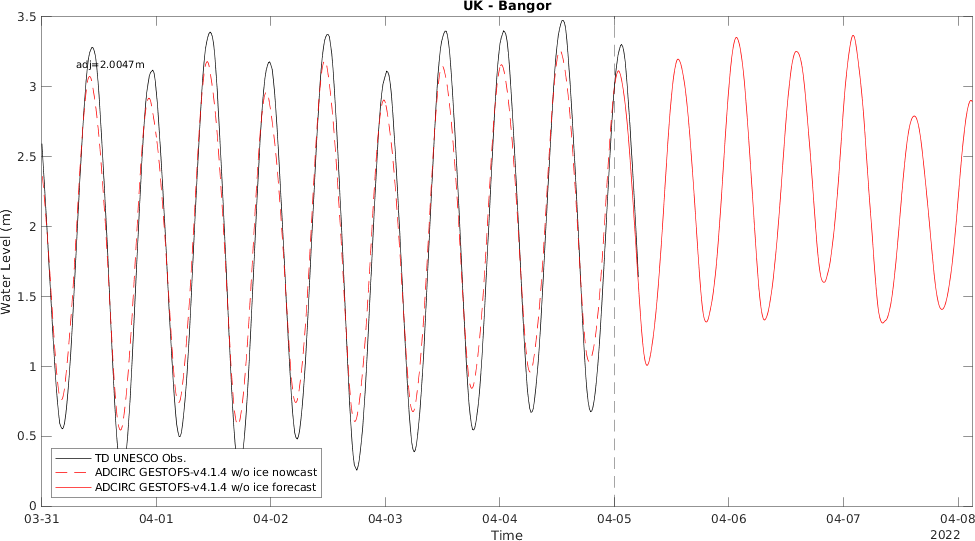 UK - Bangor
3.5
3
2.5
2
1.5
1
0.5
0
Water Level (m)
adj=2.0047m
TD UNESCO Obs.
ADCIRC GESTOFS-v4.1.4 w/o ice nowcast
ADCIRC GESTOFS-v4.1.4 w/o ice forecast
03-31 04-01 04-02 04-03 04-04 04-05 04-06 04-07 04-08
Time
2022